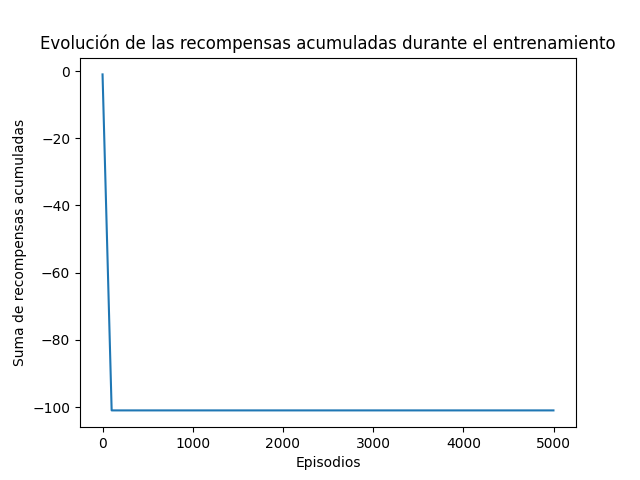 Evolución de las recompensas acumuladas durante el entrenamiento
Suma de recompensas acumuladas
0
−20
−40
−60
−80
−100
0 1000 2000 3000 4000 5000
Episodios